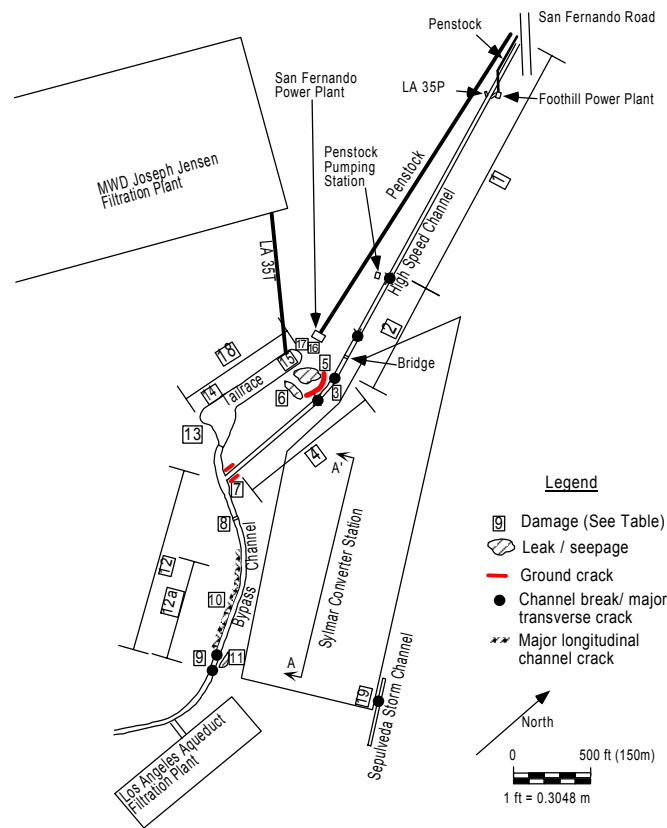 San Fernando Road
Penstock
San Fernando
Power Plant
LA 35P
Foothill Power Plant
Penstock
Pumping
Station
MWD Joseph Jensen
Filtration Plant
Penstock
1
High Speed Channel
LA 35T
2
Bridge
18
17
16
15
5
3
14
Tailrace
6
13
4
A'
7
8
Bypass Channel
12
12a
10
Sylmar Converter Station
9
11
A
19
Sepulveda Storm Channel
Los Angeles Aqueduct
Filtration Plant
Legend
9 Damage (See Table)
Leak / seepage
Ground crack
Channel break/ major
transverse crack
Major longitudinal
channel crack
North
0 500 ft (150m)
1 ft = 0.3048 m